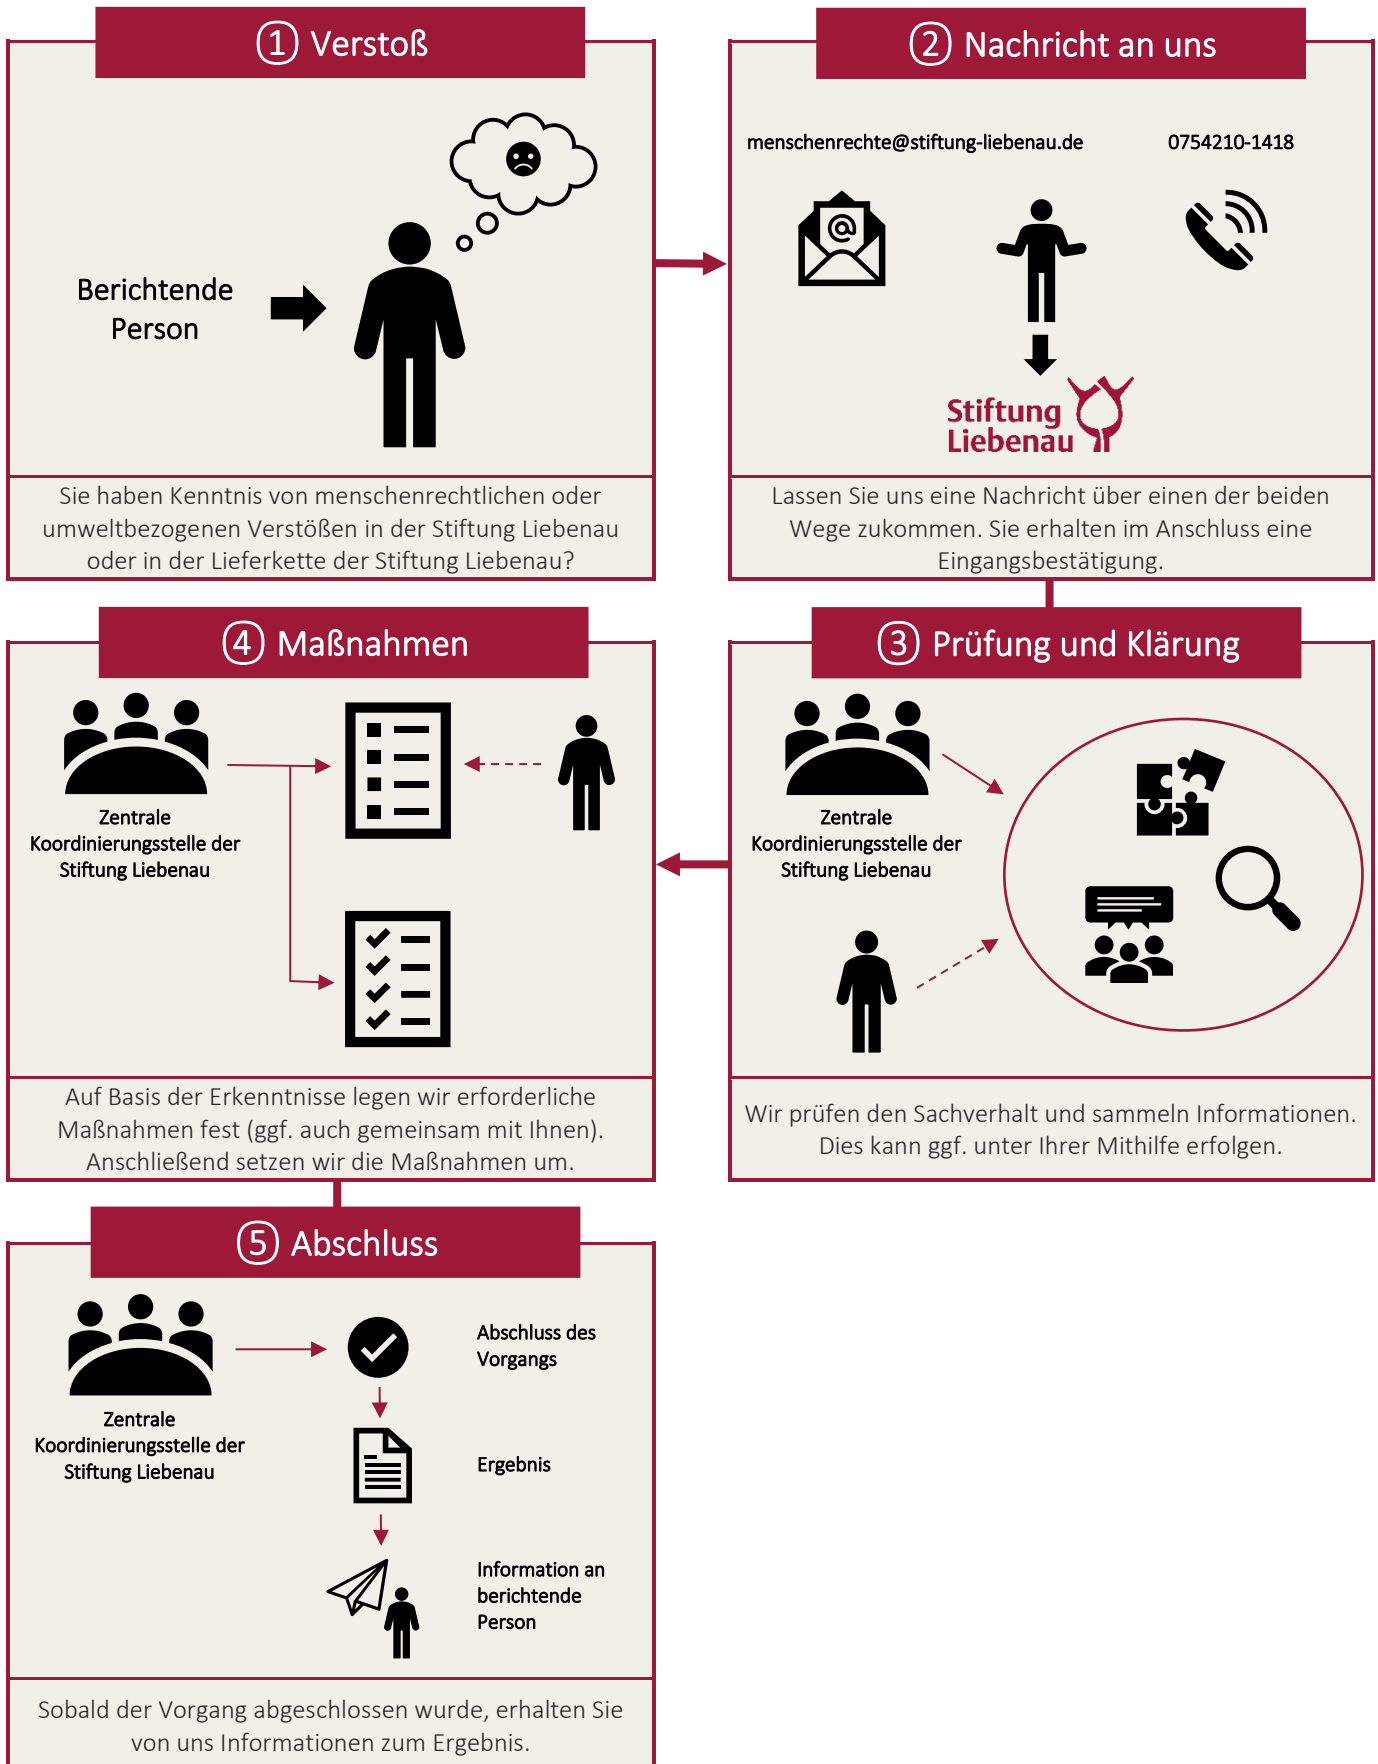 ① Verstoß
Berichtende
Person
Sie haben Kenntnis von menschenrechtlichen oder
umweltbezogenen Verstößen in der Stiftung Liebenau
oder in der Lieferkette der Stiftung Liebenau?
② Nachricht an uns
menschenrechte@stiftung-liebenau.de
0754210-1418
@
Stiftung
Liebenau
Lassen Sie uns eine Nachricht über einen der beiden
Wege zukommen. Sie erhalten im Anschluss eine
Eingangsbestätigung.
③ Prüfung und Klärung
Zentrale
Koordinierungsstelle der
Stiftung Liebenau
Wir prüfen den Sachverhalt und sammeln Informationen.
Dies kann ggf. unter Ihrer Mithilfe erfolgen.
④ Maßnahmen
Zentrale
Koordinierungsstelle der
Stiftung Liebenau
Auf Basis der Erkenntnisse legen wir erforderliche
Maßnahmen fest (ggf. auch gemeinsam mit Ihnen).
Anschließend setzen wir die Maßnahmen um.
⑤ Abschluss
Zentrale
Koordinierungsstelle der
Stiftung Liebenau
Abschluss des
Vorgangs
Ergebnis
Information an
berichtende
Person
Sobald der Vorgang abgeschlossen wurde, erhalten Sie
von uns Informationen zum Ergebnis.